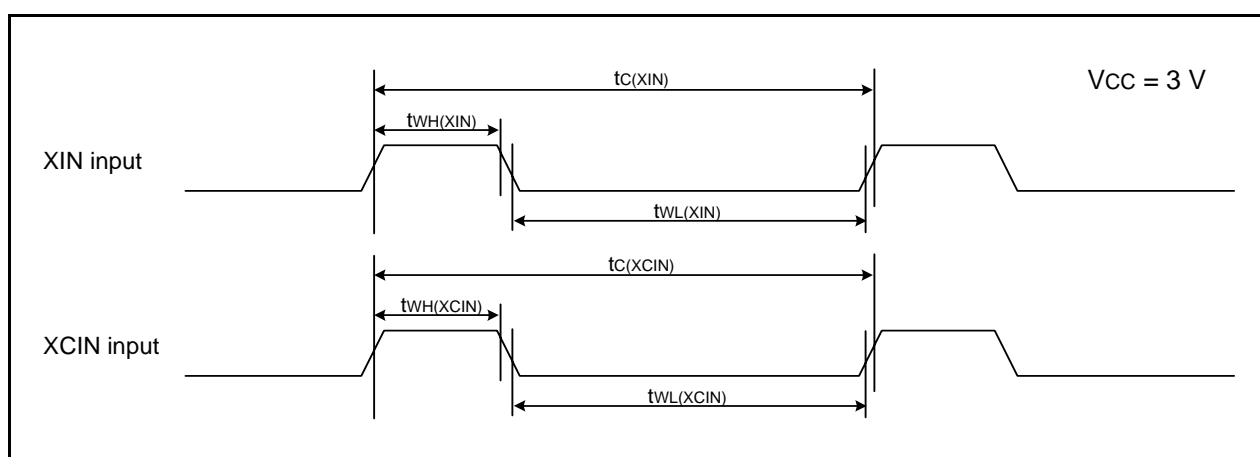 tC(XIN)
VCC = 3 V
tWH(XIN)
XIN input
tWL(XIN)
tC(XCIN)
tWH(XCIN)
XCIN input
tWL(XCIN)